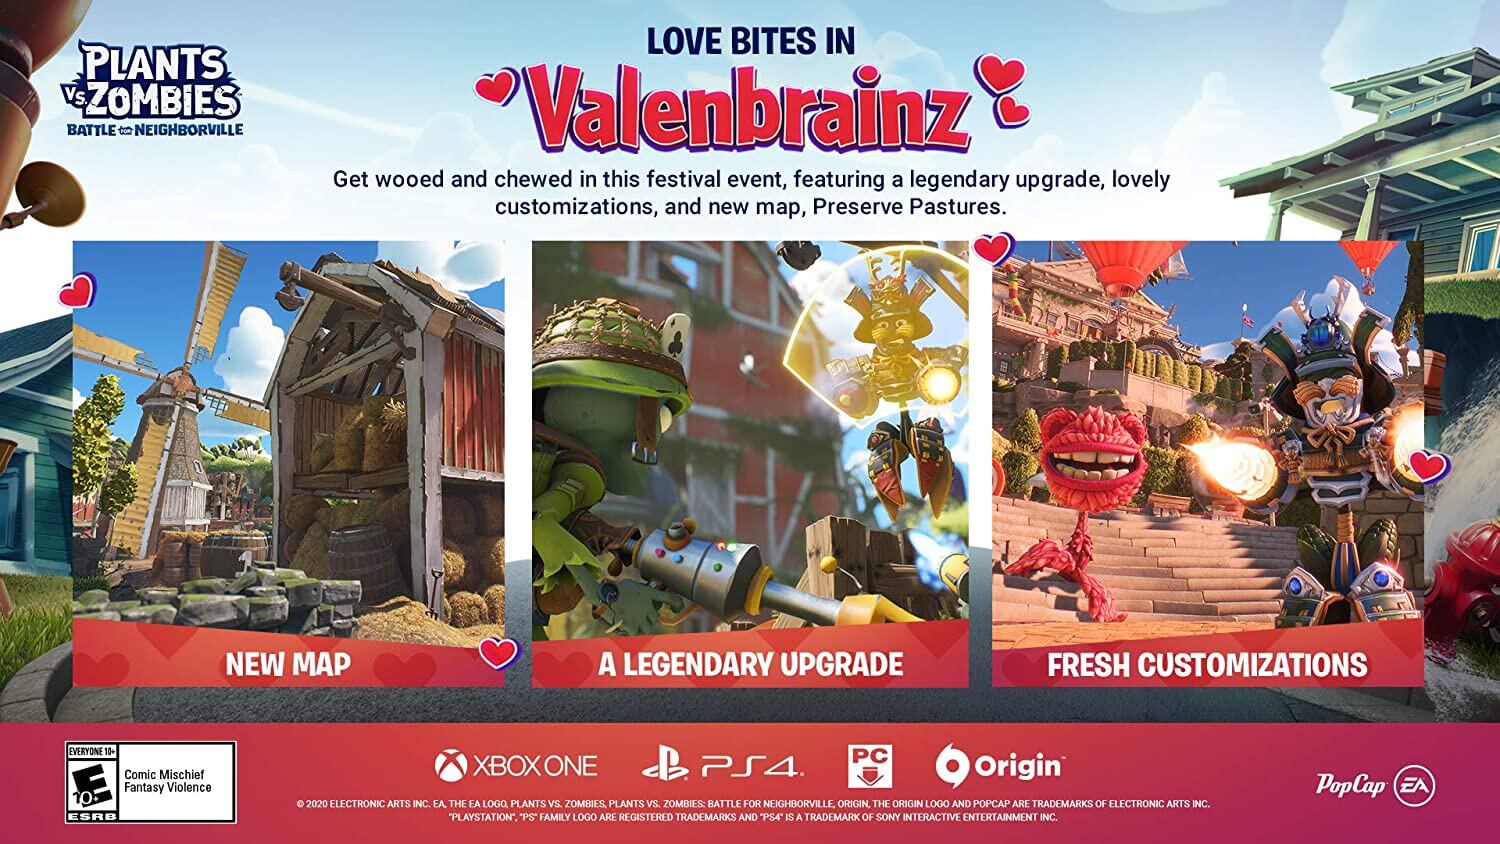 PLANTS
VS. ZOMBIES
BATTLE FOR NEIGHBORVILLE
LOVE BITES IN
Valenbrainz
Get wooed and chewed in this festival event, featuring a legendary upgrade, lovely
customizations, and new map, Preserve Pastures.
NEW MAP
A LEGENDARY UPGRADE
FRESH CUSTOMIZATIONS
EVERYONE 10+
E
10+
ESRB
Comic Mischief
Fantasy Violence
XBOX ONE
PS4
PC
Origin
PopCap
EA
© 2020 ELECTRONIC ARTS INC. EA, THE EA LOGO, PLANTS VS. ZOMBIES, PLANTS VS. ZOMBIES: BATTLE FOR NEIGHBORVILLE, ORIGIN, THE ORIGIN LOGO AND POPCAP ARE TRADEMARKS OF ELECTRONIC ARTS INC.
"PLAYSTATION", "PS" FAMILY LOGO ARE REGISTERED TRADEMARKS AND "PS4" IS A TRADEMARK OF SONY INTERACTIVE ENTERTAINMENT INC.